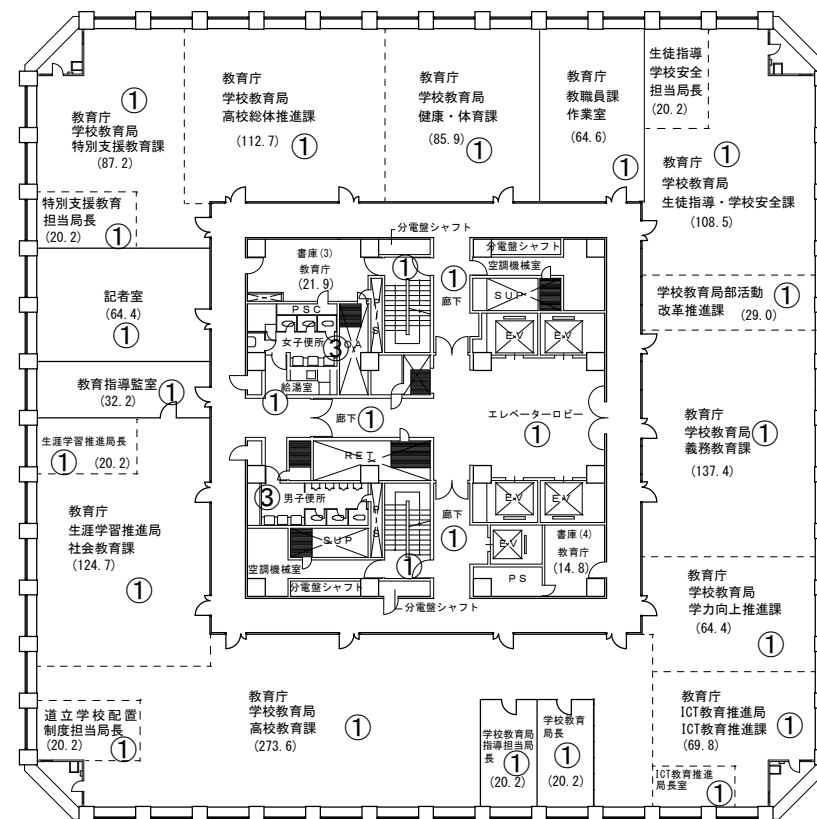 教育庁
学校教育局
特別支援教育課
(87.2)
①
教育庁
学校教育局
高校総体推進課
(112.7)
①
教育庁
学校教育局
健康・体育課
(85.9)
①
教育庁
教職員課
作業室
(64.6)
①
生徒指導
学校安全
担当局長
(20.2)
教育庁
①
学校教育局
生徒指導・学校安全課
(108.5)
特別支援教育
担当局長
(20.2)
①
記者室
(64.4)
①
教育指導監室
(32.2)
①
生涯学習推進局長
①
(20.2)
教育庁
生涯学習推進局
社会教育課
(124.7)
①
道立学校配置
制度担当局長
(20.2)
①
分電盤シャフト
書庫(3)
教育庁
(21.9)
①
①
廊下
分電盤シャフト
空調機械室
SUP
PSC
PS
女子便所
③
OA
給湯室
①
EV
EV
廊下
①
エレベーターロビー
①
RET
③
男子便所
PS
SUP
空調機械室
分電盤シャフト
①
分電盤シャフト
廊下
①
EV
EV
EV
PS
書庫(4)
教育庁
(14.8)
学校教育局部活動
改革推進課
(29.0)
①
教育庁
学校教育局
義務教育課
(137.4)
①
教育庁
学校教育局
学力向上推進課
(64.4)
①
教育庁
学校教育局
高校教育課
(273.6)
①
学校教育局
指導担当局
長
①
(20.2)
学校教育
局長
①
(20.2)
教育庁
ICT教育推進局
ICT教育推進課
(69.8)
①
ICT教育推進
局長室
①